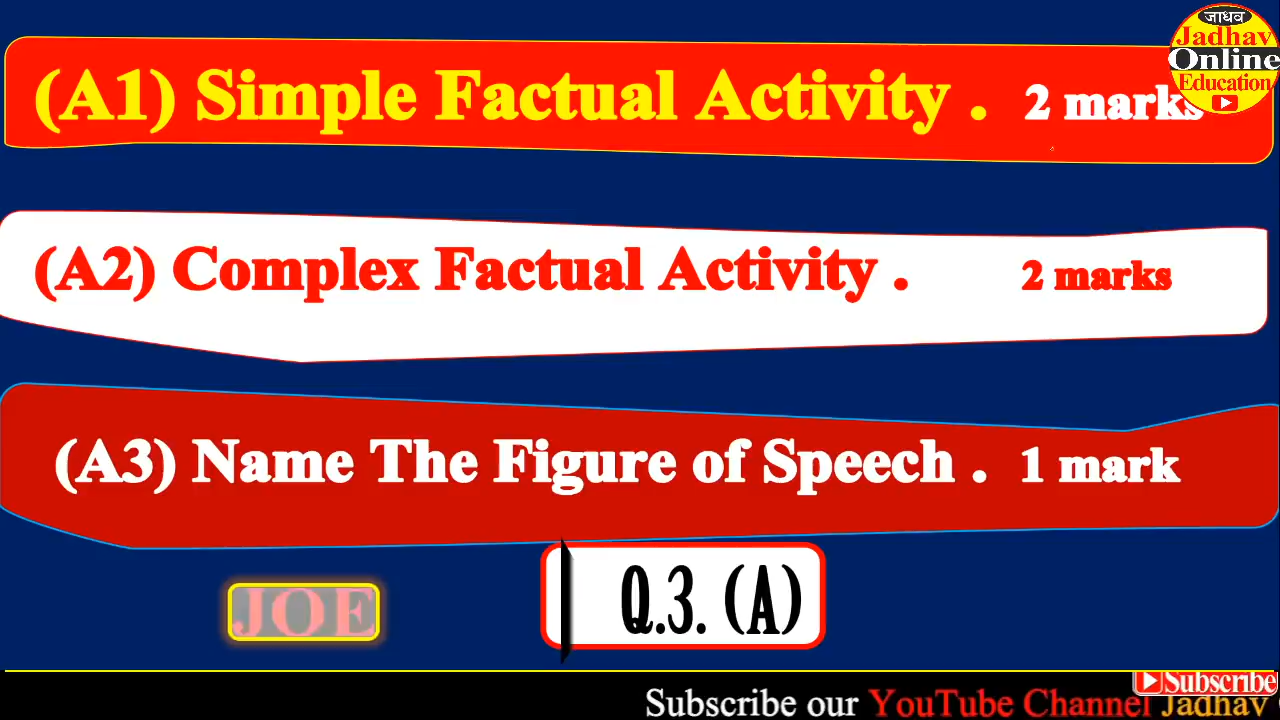 जाधव
Jadhav
Online
Education
(A1) Simple Factual Activity . 2 marks
(A2) Complex Factual Activity . 2 marks
(A3) Name The Figure of Speech . 1 mark
JOE
Q.3. (A)
Subscribe
Subscribe our YouTube Channel Jadhav